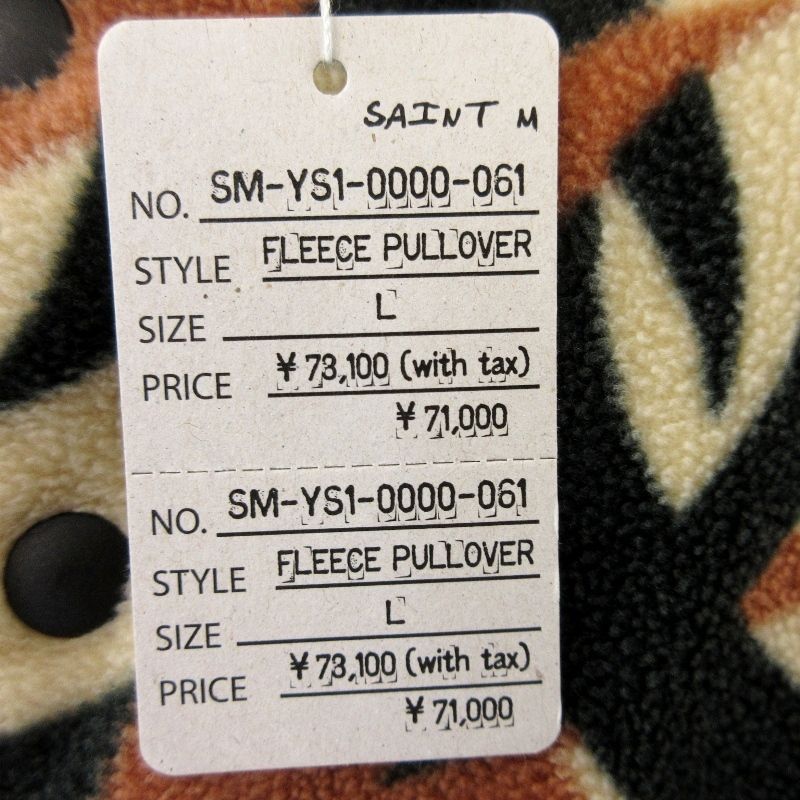 SAINT M
NO. SM-YS1-0000-061
STYLE FLEECE PULLOVER
SIZE L
PRICE ¥ 73,100 (with tax)
¥ 71,000
NO. SM-YS1-0000-061
STYLE FLEECE PULLOVER
SIZE L
PRICE ¥ 73,100 (with tax)
¥ 71,000